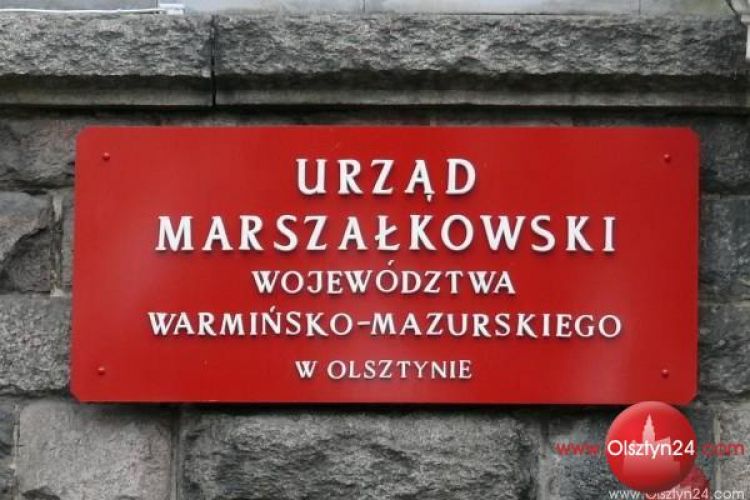 URZĄD
MARSZAŁKOWSKI
WOJEWÓDZTWA
WARMIŃSKO-MAZURSKIEGO
W OLSZTYNIE
www.Olsztyn24.com
www.Olsztyn24.com